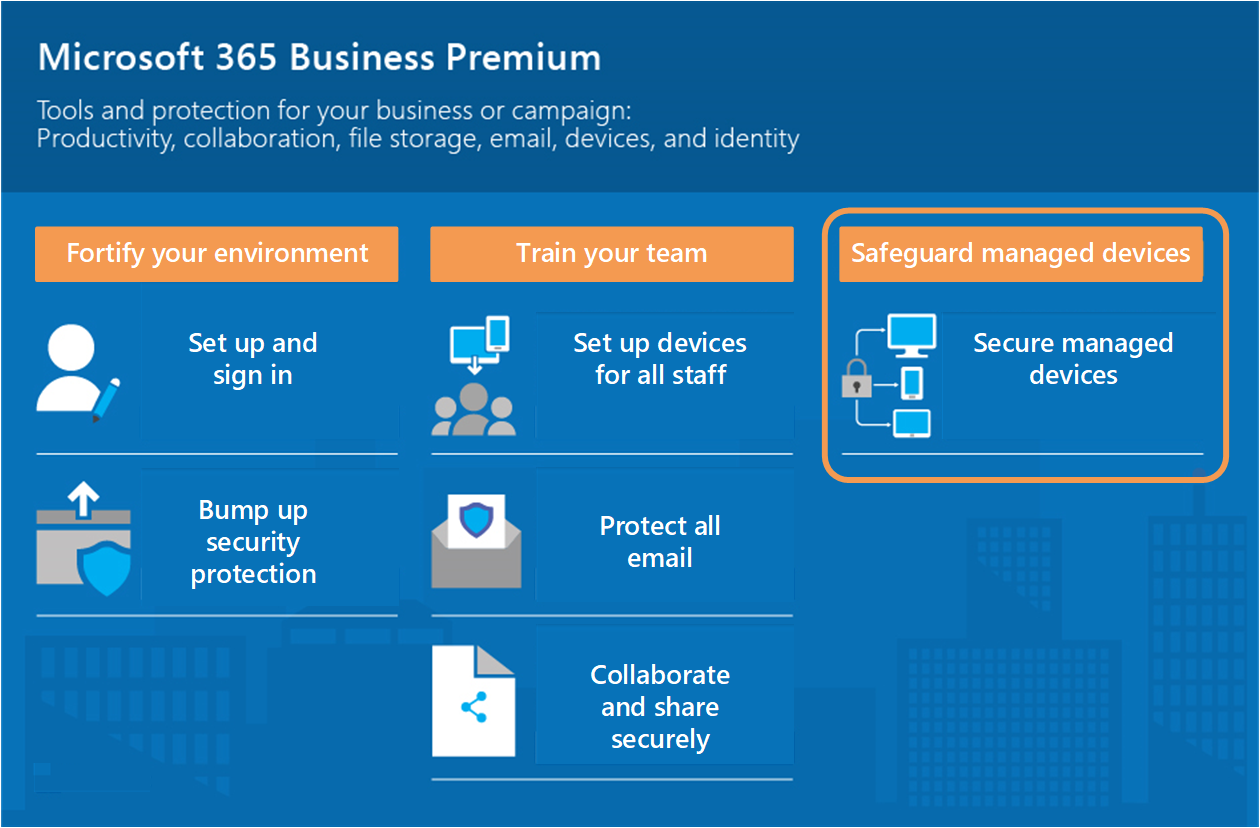 Microsoft 365 Business Premium
Tools and protection for your business or campaign:
Productivity, collaboration, file storage, email, devices, and identity
Fortify your environment
Set up and
sign in
Bump up
security
protection
Train your team
Set up devices
for all staff
Protect all
email
Collaborate
and share
securely
Safeguard managed devices
Secure managed
devices